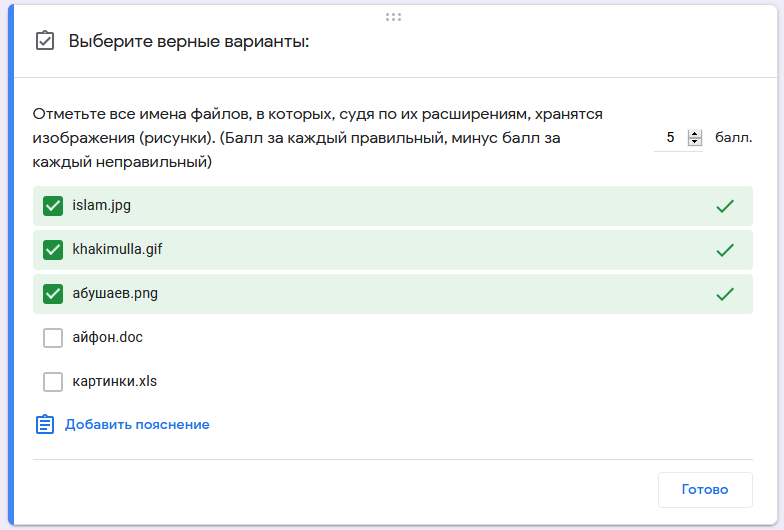 Выберите верные варианты:
Отметьте все имена файлов, в которых, судя по их расширениям, хранятся
изображения (рисунки). (Балл за каждый правильный, минус балл за
каждый неправильный)
5 балл.
islam.jpg
khakimulla.gif
абушаев.png
айфон.doc
картинки.xls
Добавить пояснение
Готово